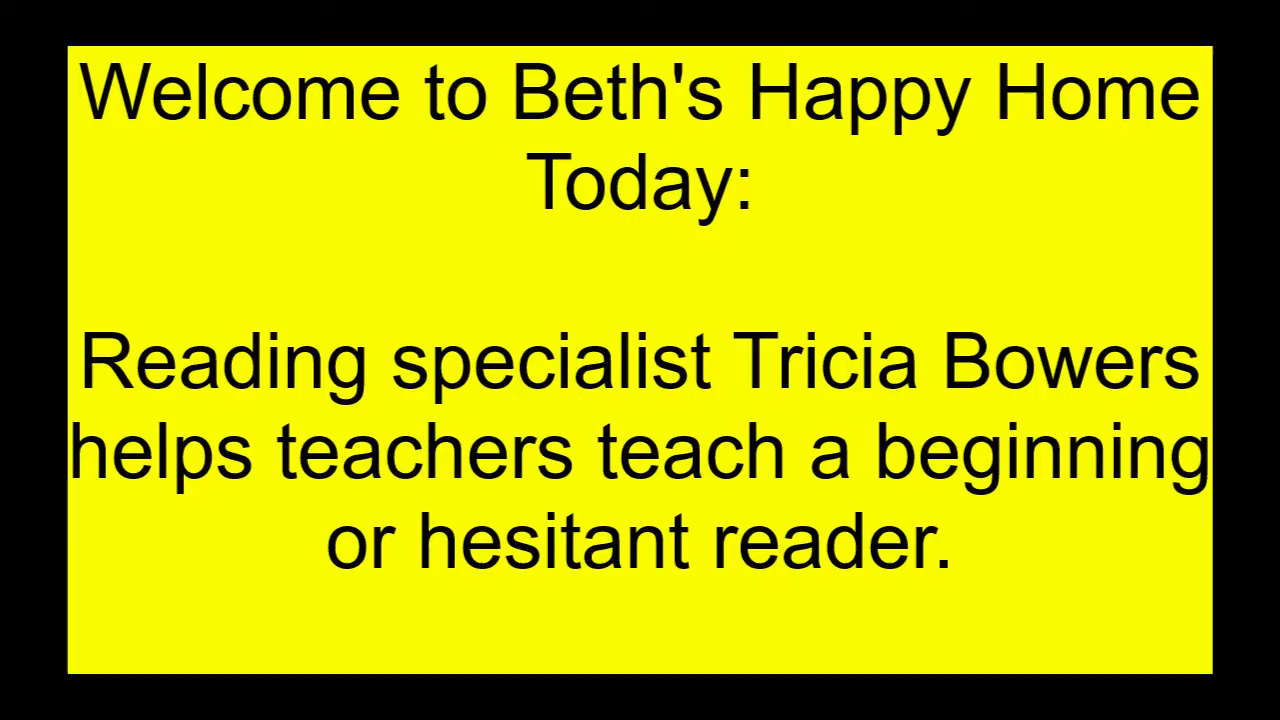 Welcome to Beth's Happy Home
Today:
Reading specialist Tricia Bowers
helps teachers teach a beginning
or hesitant reader.